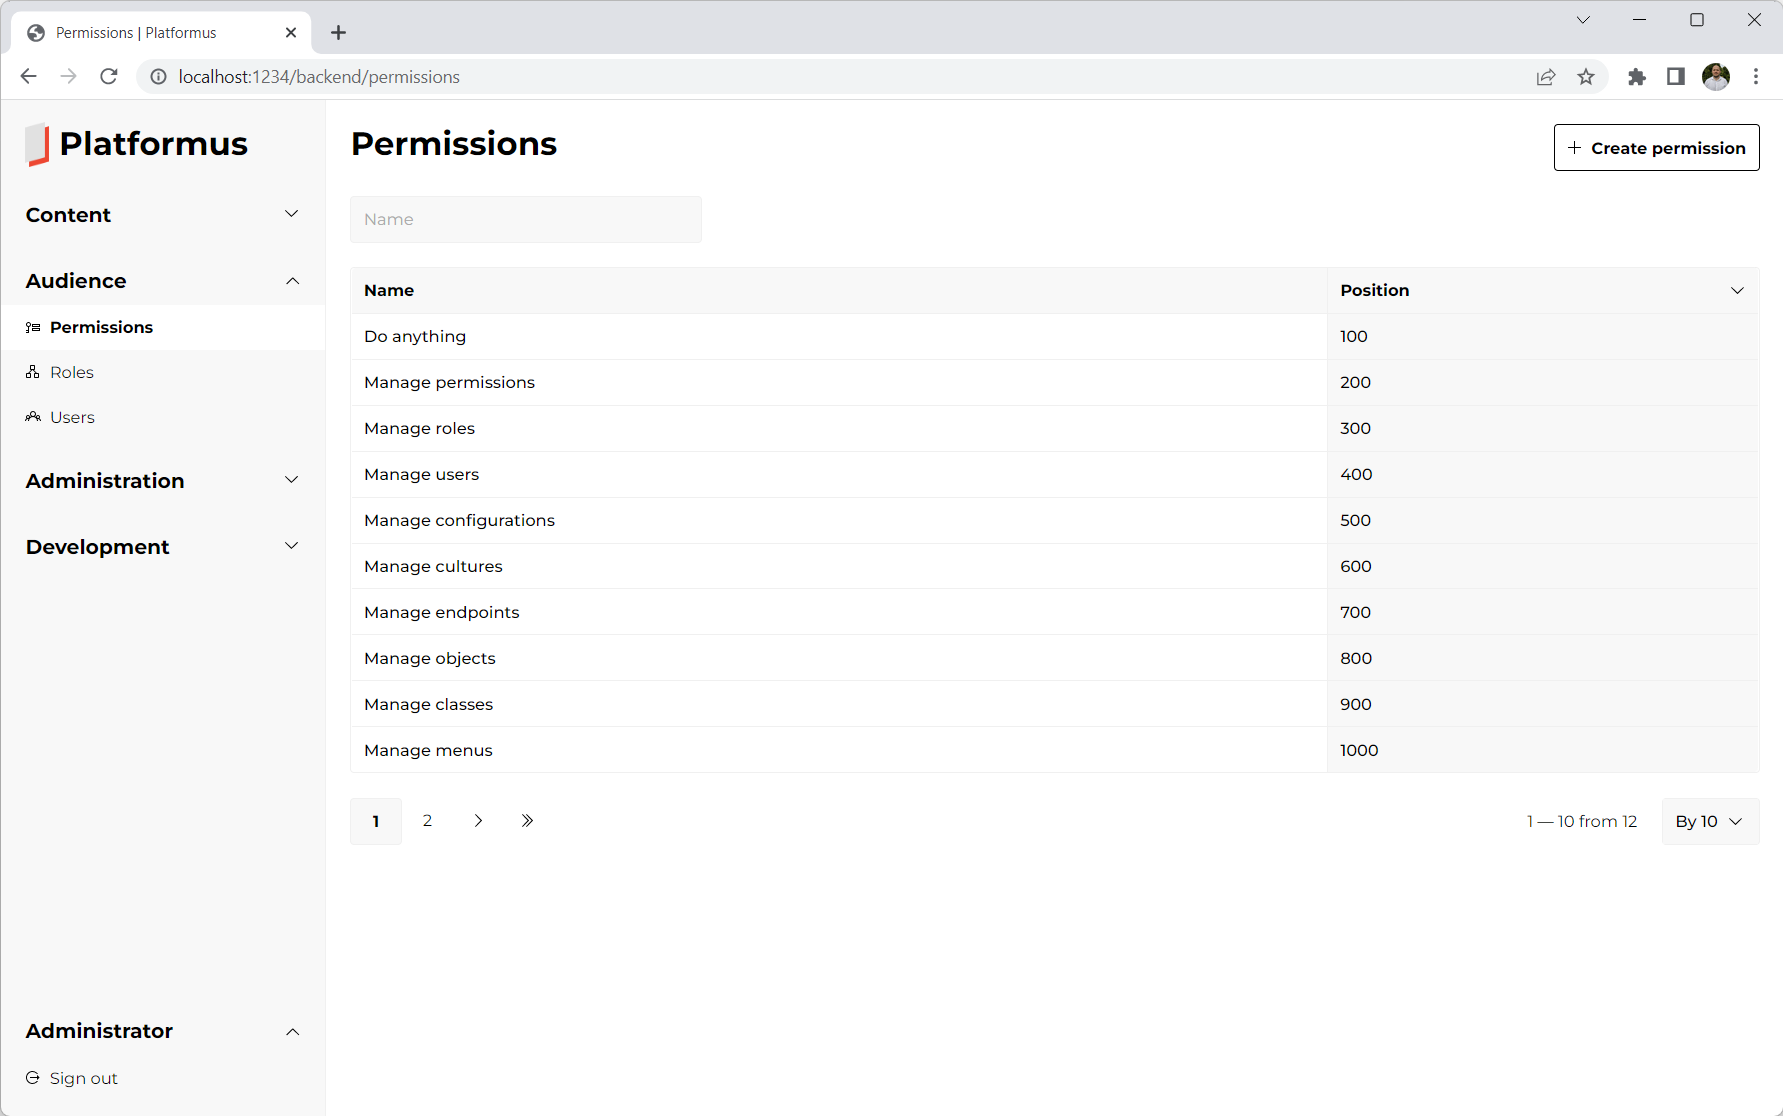 Permissions | Platformus
localhost:1234/backend/permissions
Platformus
Content
Audience
Permissions
Roles
Users
Administration
Development
Administrator
Sign out
Permissions
Create permission
Name
Name Position
Do anything 100
Manage permissions 200
Manage roles 300
Manage users 400
Manage configurations 500
Manage cultures 600
Manage endpoints 700
Manage objects 800
Manage classes 900
Manage menus 1000
1 2
1 — 10 from 12
By 10